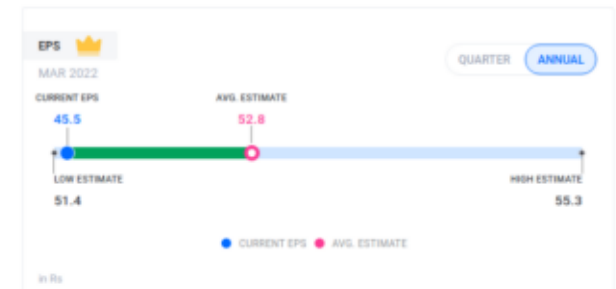 EPS
QUARTER ANNUAL
MAR 2022
CURRENT EPS AVG. ESTIMATE
45.5 52.8
LOW ESTIMATE HIGH ESTIMATE
51.4 55.3
CURRENT EPS AVG. ESTIMATE
in Rs